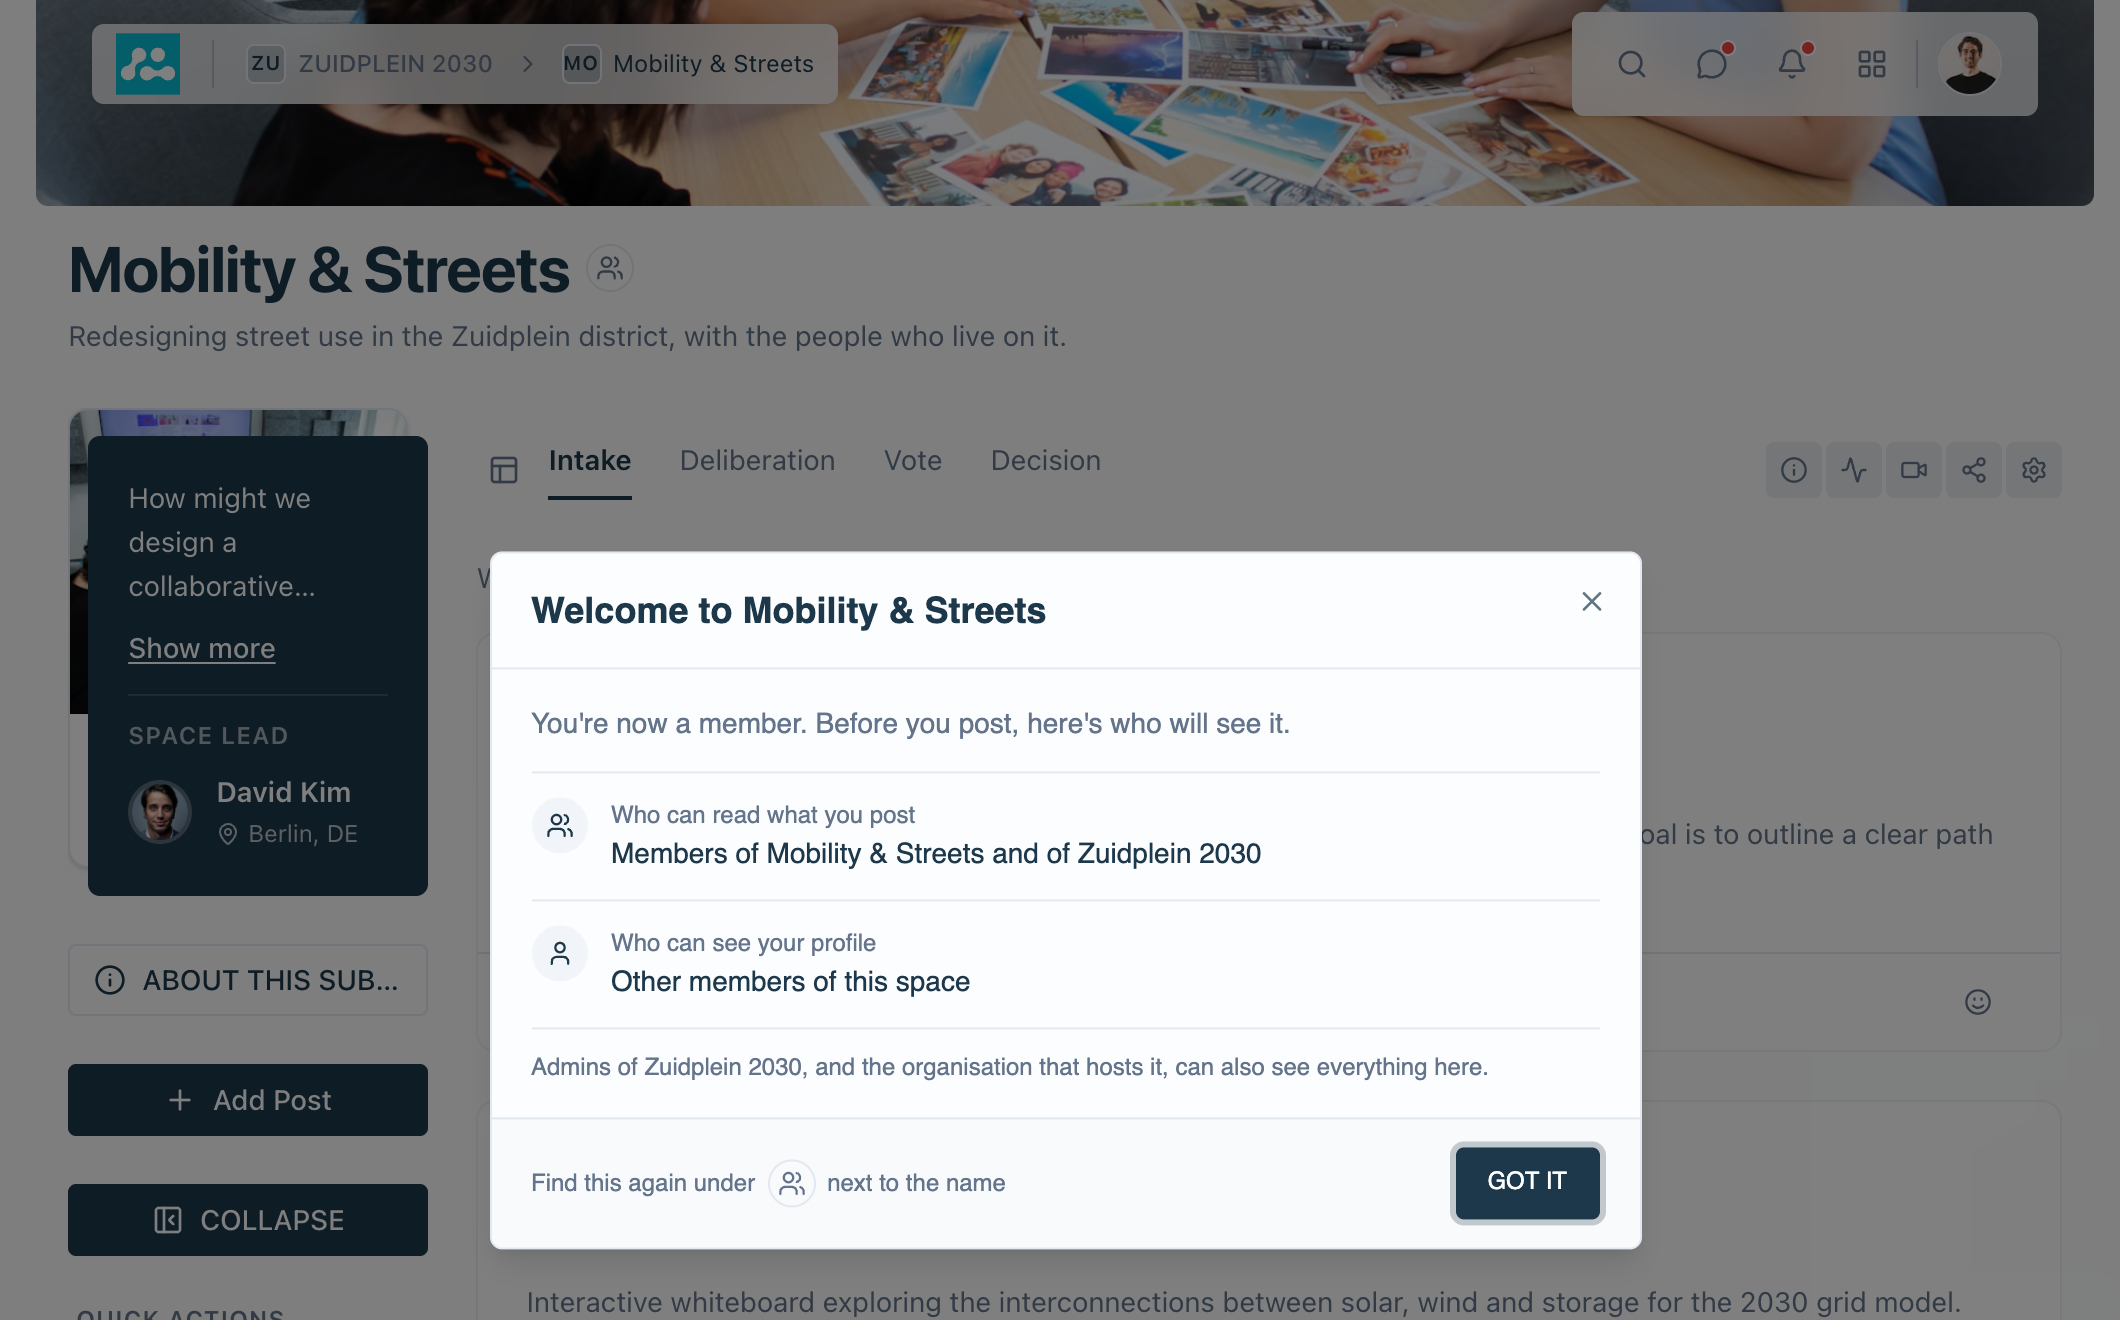 ZU ZUIDPLEIN 2030 MO Mobility & Streets
Mobility & Streets
Redesigning street use in the Zuidplein district, with the people who live on it.
How might we
design a
collaborative...
Show more
SPACE LEAD
David Kim
Berlin, DE
ABOUT THIS SUB...
Add Post
COLLAPSE
QUICK ACTIONS
Intake Deliberation Vote Decision
Welcome to Mobility & Streets
You're now a member. Before you post, here's who will see it.
Who can read what you post
Members of Mobility & Streets and of Zuidplein 2030
Who can see your profile
Other members of this space
Admins of Zuidplein 2030, and the organisation that hosts it, can also see everything here.
Find this again under next to the name
GOT IT
is to outline a clear path
Interactive whiteboard exploring the interconnections between solar, wind and storage for the 2030 grid model.